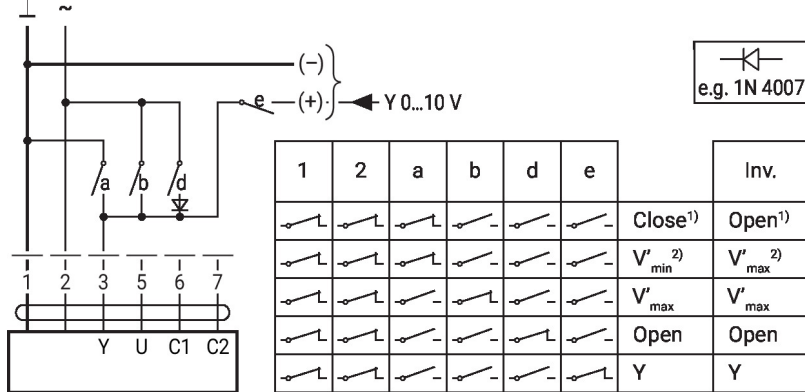 ⊥ ~
(–)
e (+) Y 0...10 V
e.g. 1N 4007
a b d
1 2 3 5 6 7
Y U C1 C2
1 2 a b d e Inv.
Close¹⁾ Open¹⁾
V'min²⁾ V'max²⁾
V'max V'max
Open Open
Y Y